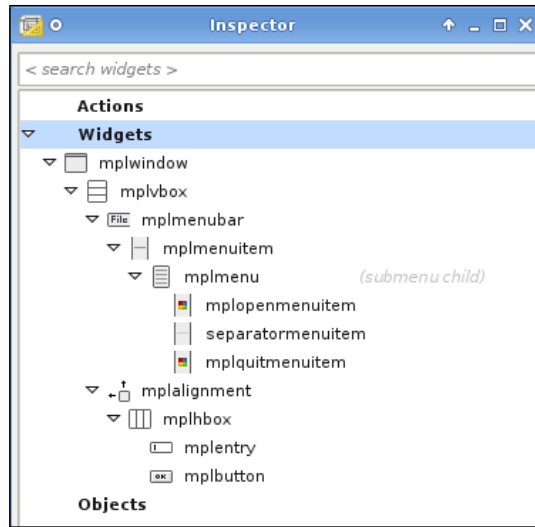 Inspector
< search widgets >
Actions
Widgets
mplwindow
mplvbox
File mplmenubar
mplmenuitem
mplmenu (submenu child)
mplopenmenuitem
separatormenuitem
mplquitmenuitem
mplalignment
mplhbox
mplentry
OK mplbutton
Objects